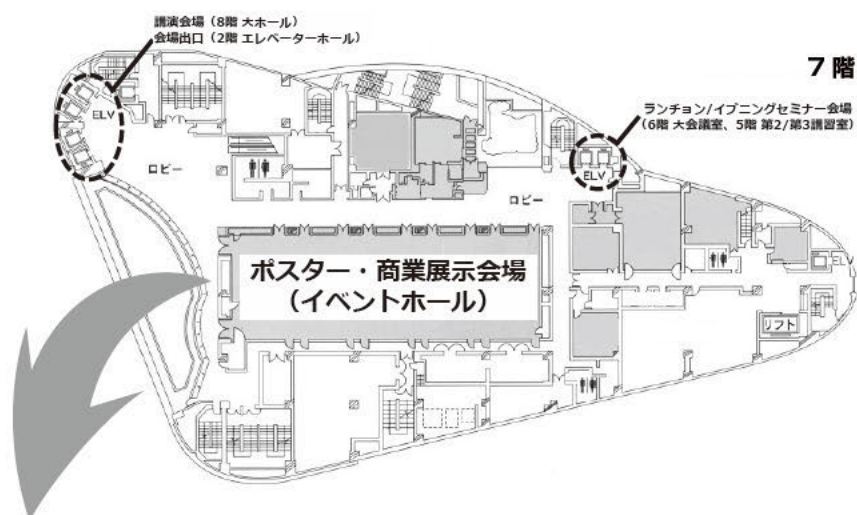 講演会場（8階 大ホール）
会場出口（2階 エレベーターホール）
7 階
ランチョン/イブニングセミナー会場
（6階 大会議室、5階 第2/第3講習室）
ELV
ロビー
ELV
ロビー
EL
ポスター・商業展示会場
（イベントホール）
リフト